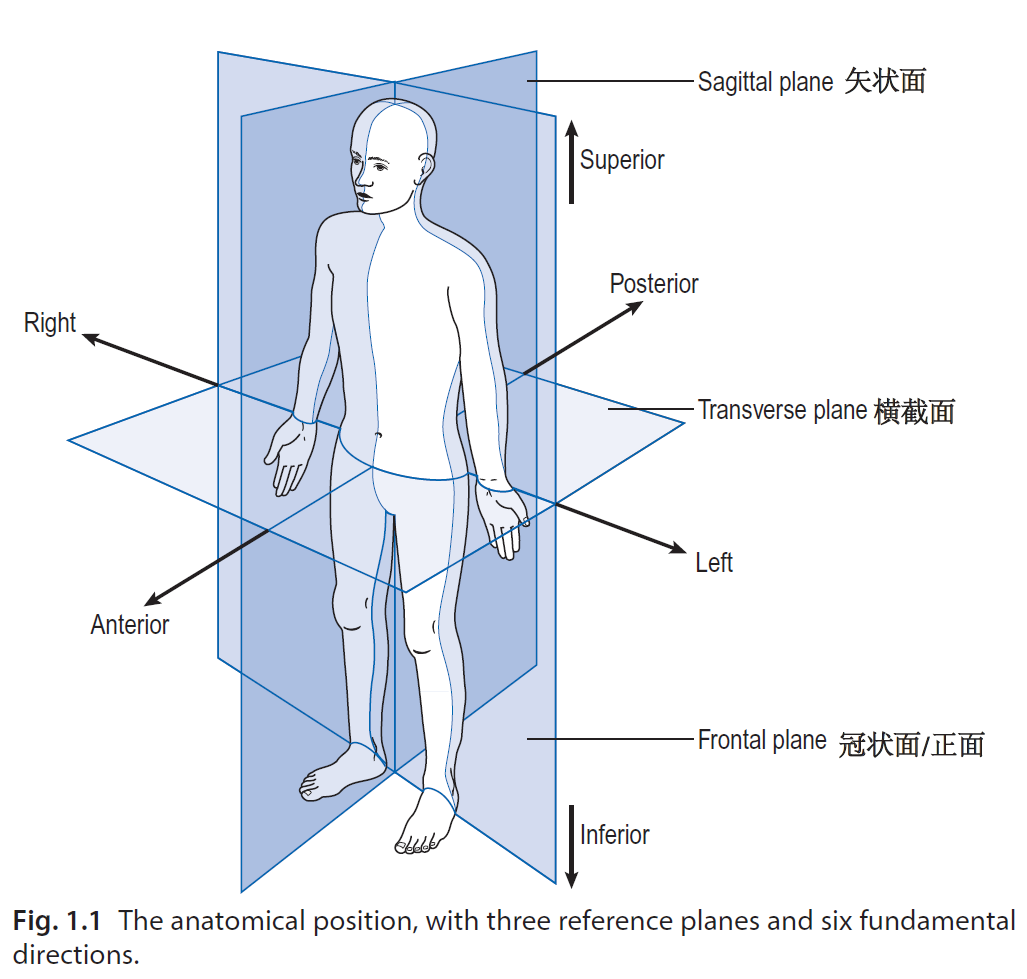 Sagittal plane 矢状面
Superior
Posterior
Right
Transverse plane 横截面
Left
Anterior
Frontal plane 冠状面/正面
Inferior
Fig. 1.1 The anatomical position, with three reference planes and six fundamental
directions.